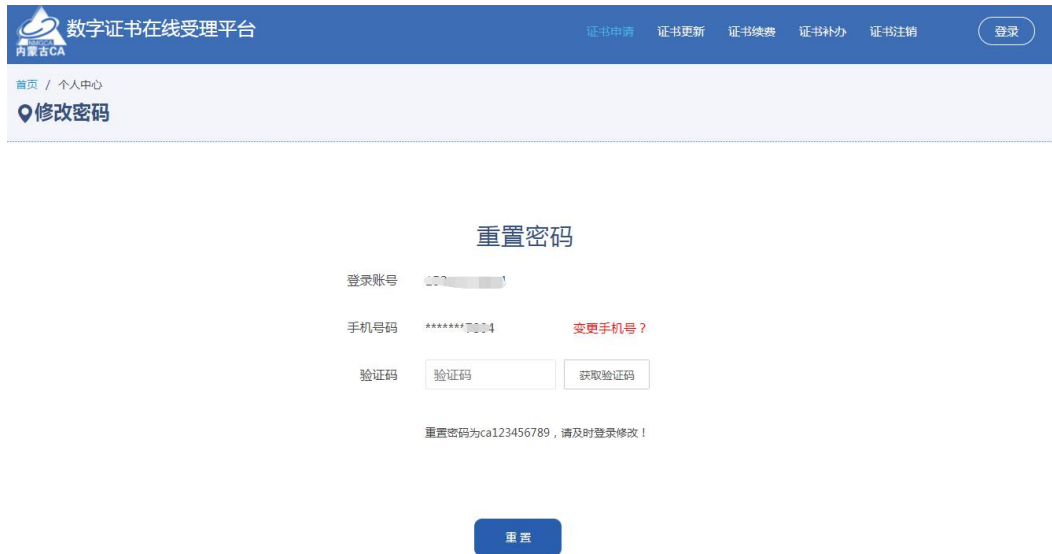 数字证书在线受理平台
NMGCA
内蒙古CA
证书申请 证书更新 证书续费 证书补办 证书注销 登录
首页 / 个人中心
修改密码
重置密码
登录账号
手机号码 ******* 变更手机号？
验证码 验证码 获取验证码
重置密码为ca123456789，请及时登录修改！
重置